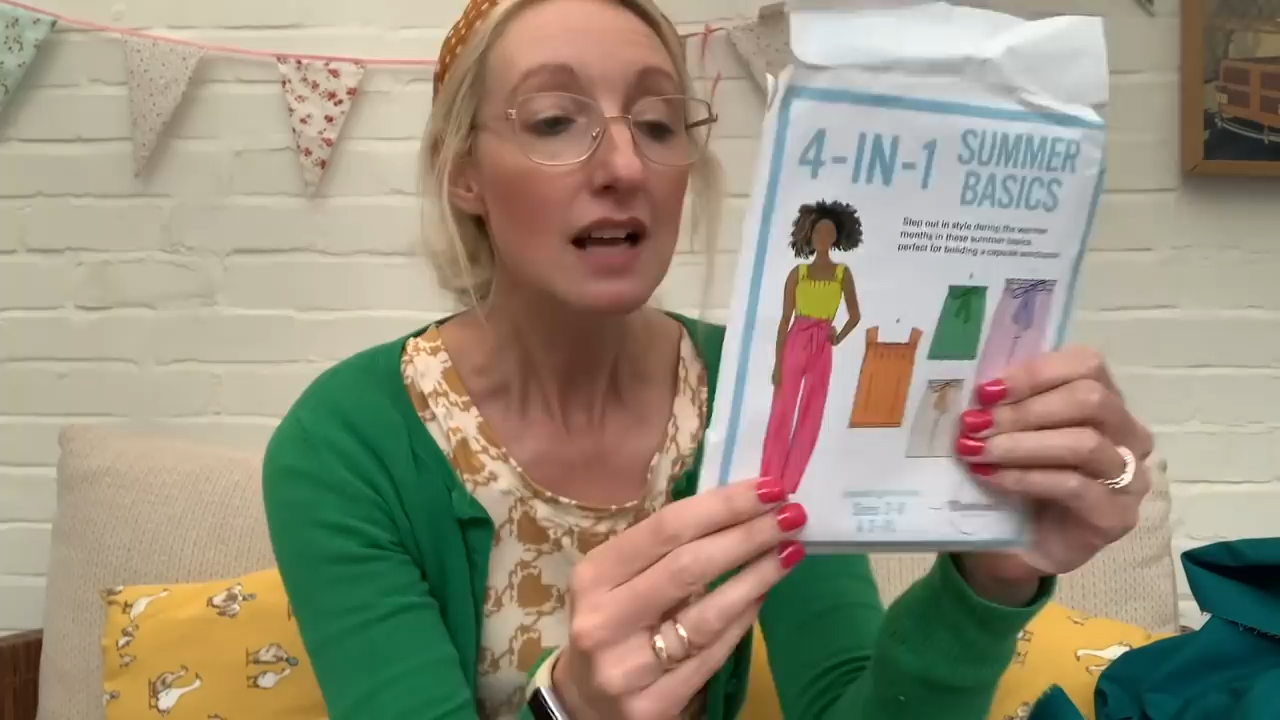 4-IN-1
SUMMER
BASICS
Step out in style during the warmer
months in these summer basics
perfect for building a capsule wardrobe